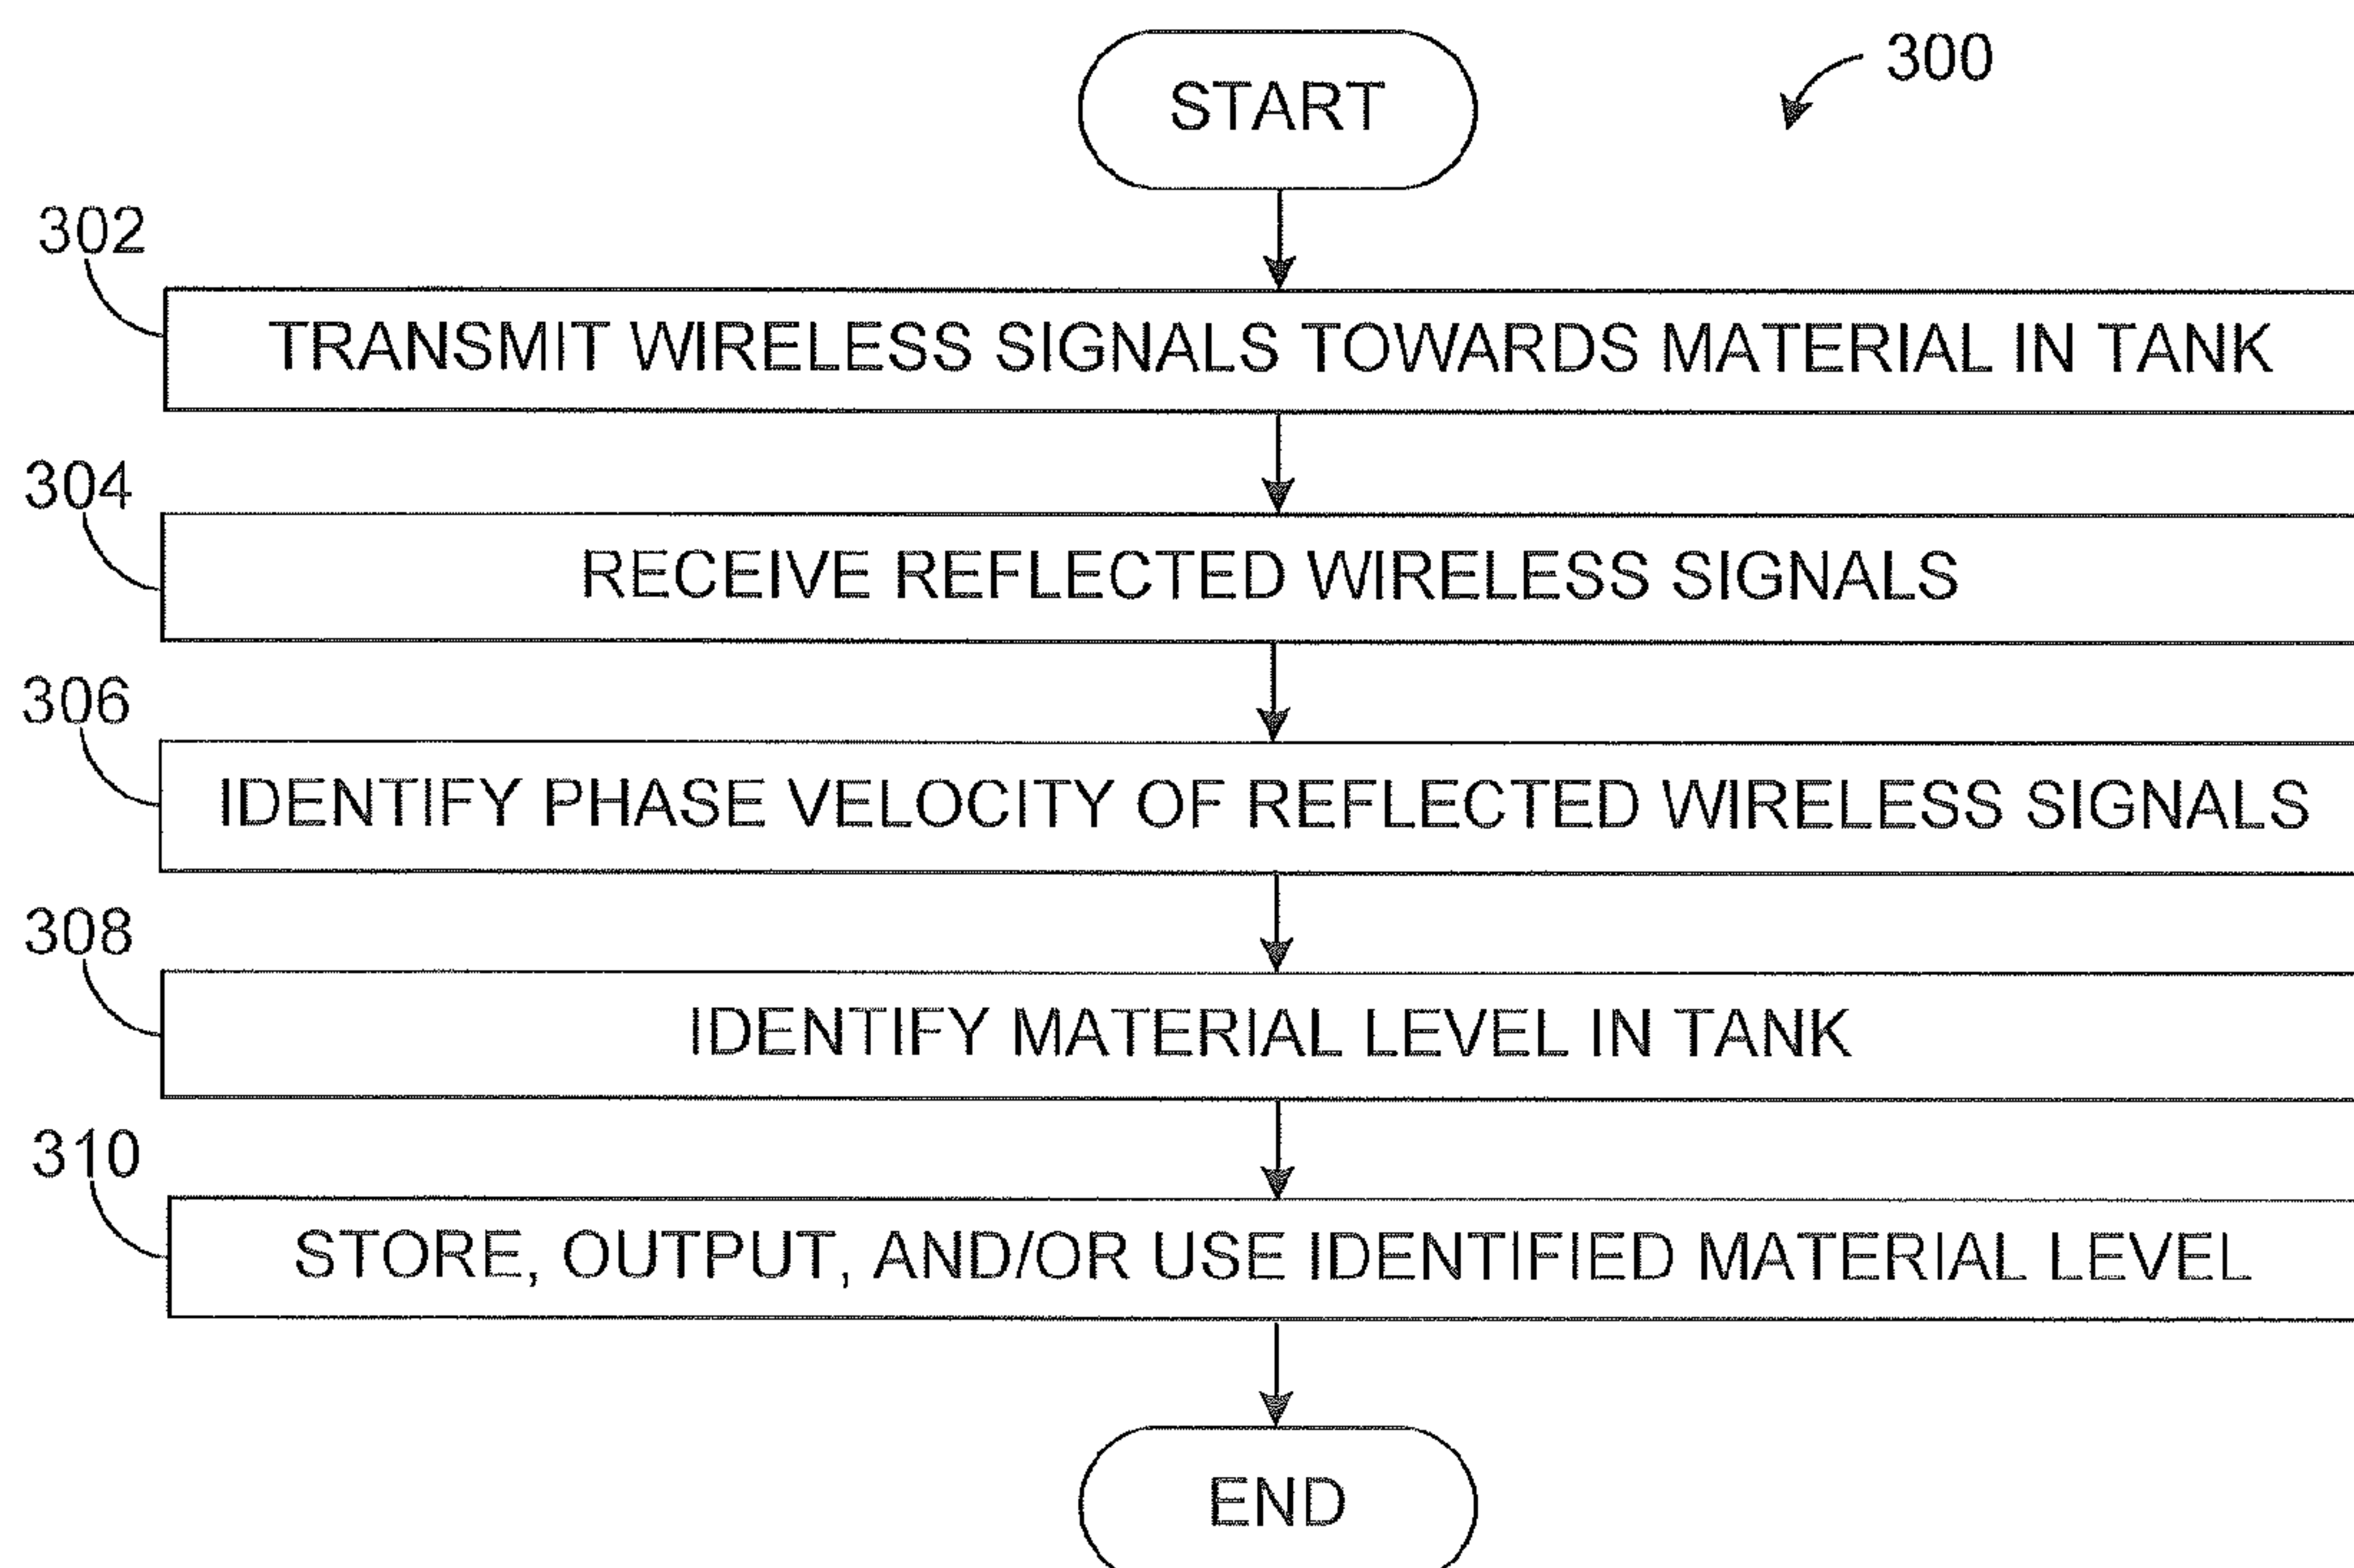 START
300
302
TRANSMIT WIRELESS SIGNALS TOWARDS MATERIAL IN TANK
304
RECEIVE REFLECTED WIRELESS SIGNALS
306
IDENTIFY PHASE VELOCITY OF REFLECTED WIRELESS SIGNALS
308
IDENTIFY MATERIAL LEVEL IN TANK
310
STORE, OUTPUT, AND/OR USE IDENTIFIED MATERIAL LEVEL
END